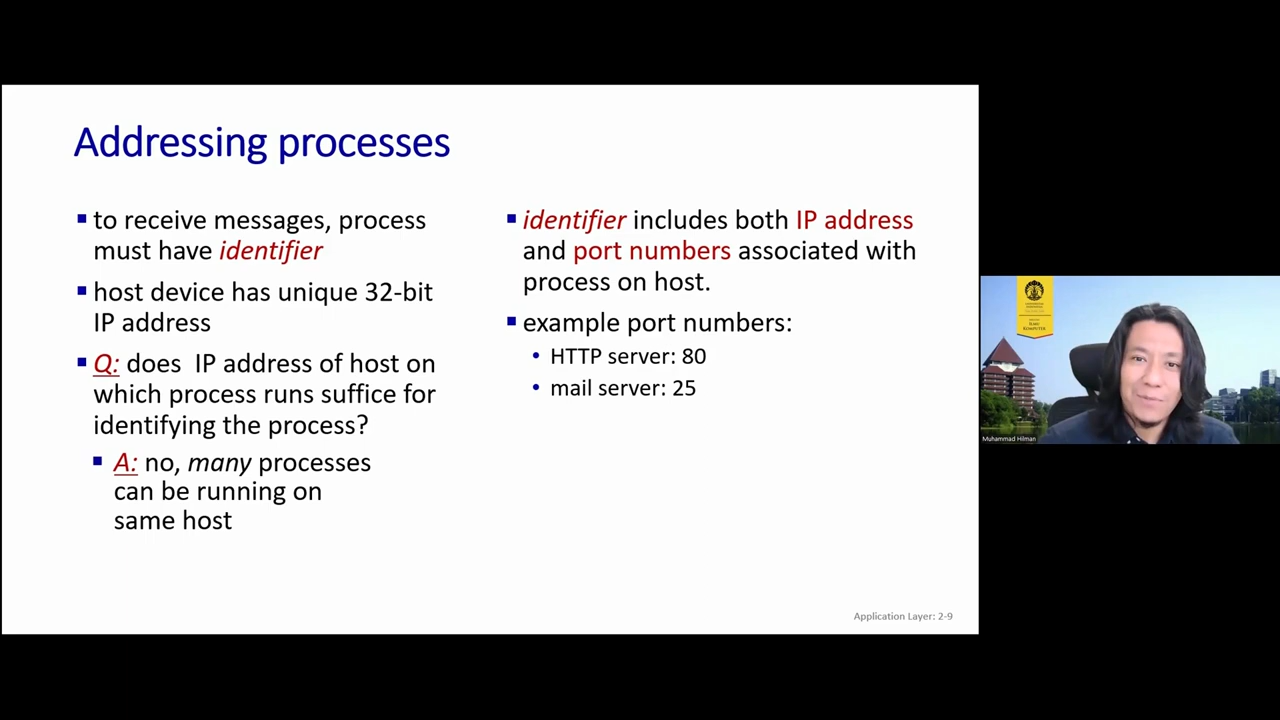 Addressing processes
to receive messages, process
must have identifier
host device has unique 32-bit
IP address
Q: does  IP address of host on
which process runs suffice for
identifying the process?
A: no, many processes
can be running on
same host
identifier includes both IP address
and port numbers associated with
process on host.
example port numbers:
• HTTP server: 80
• mail server: 25
Application Layer: 2-9
ILMU
KOMPUTER
Muhammad Hilman